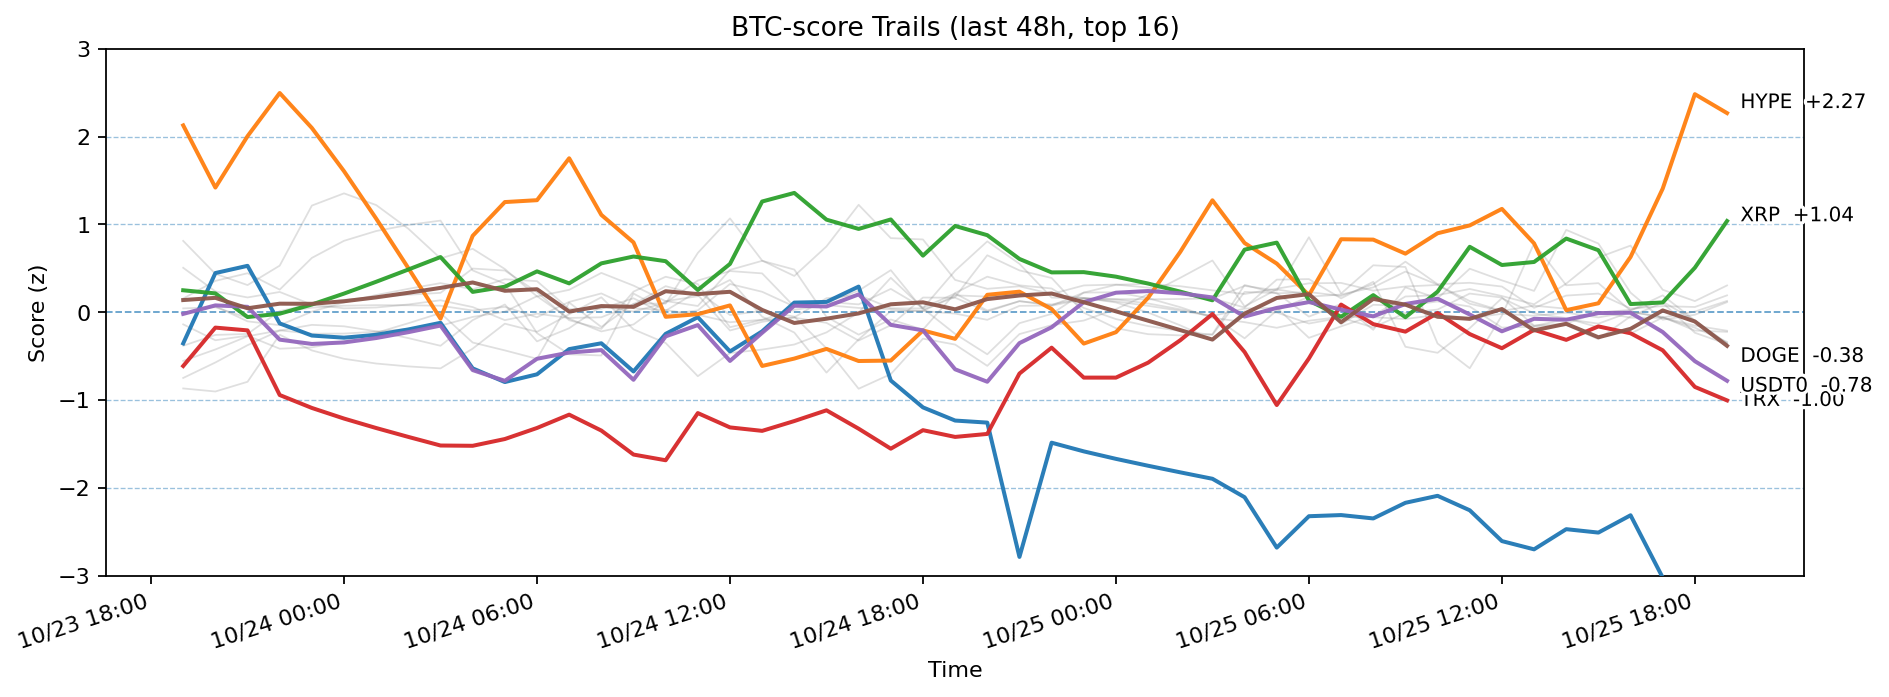 BTC-score Trails (last 48h, top 16)
Score (z)
3
2
1
0
−1
−2
−3
HYPE +2.27
XRP +1.04
DOGE -0.38
USDT0 -0.78
TRX -1.00
10/23 18:00
10/24 00:00
10/24 06:00
10/24 12:00
10/24 18:00
10/25 00:00
10/25 06:00
10/25 12:00
10/25 18:00
Time